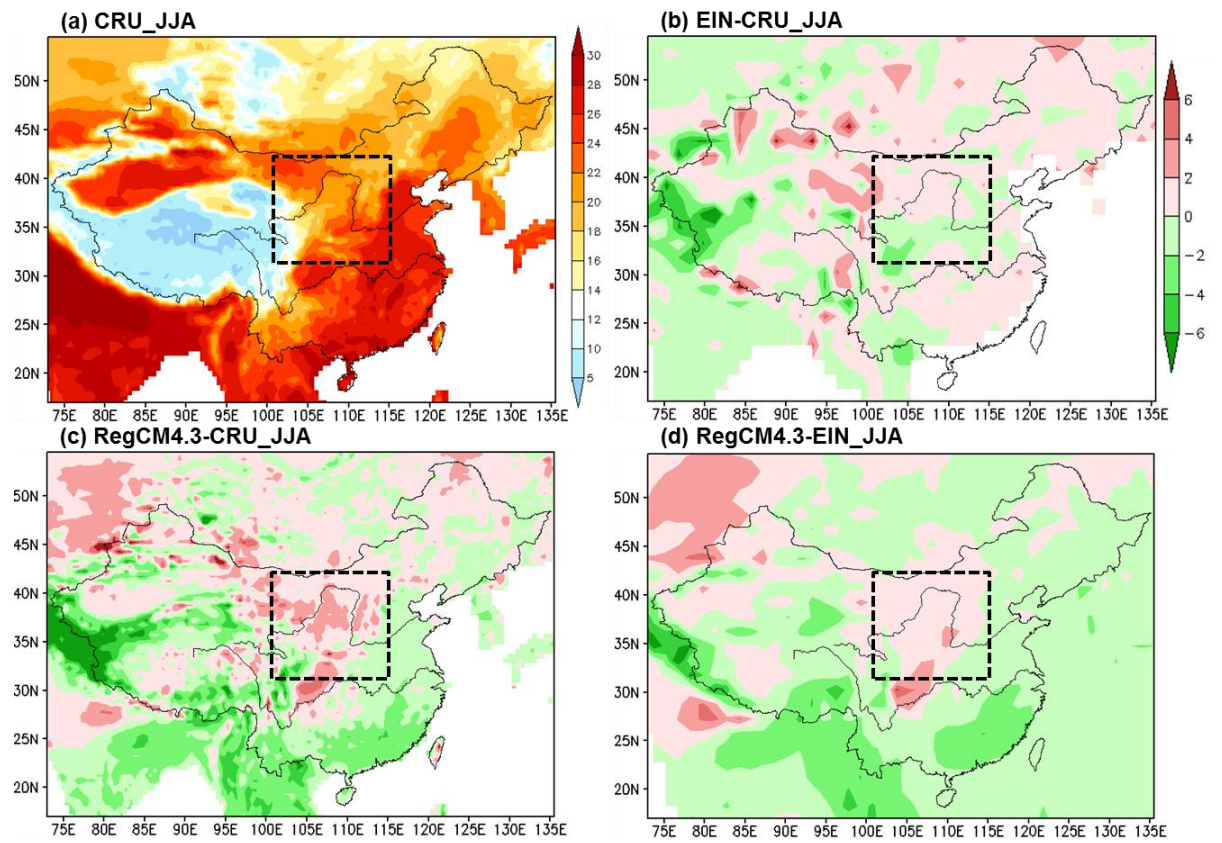 (a) CRU_JJA
(b) EIN-CRU_JJA
50N
45N
40N
35N
30N
25N
20N
75E 80E 85E 90E 95E 100E 105E 110E 115E 120E 125E 130E 135E
30
28
26
24
22
20
18
16
14
12
10
5
50N
45N
40N
35N
30N
25N
20N
75E 80E 85E 90E 95E 100E 105E 110E 115E 120E 125E 130E 135E
6
4
2
0
−2
−4
−6
(c) RegCM4.3-CRU_JJA
(d) RegCM4.3-EIN_JJA
50N
45N
40N
35N
30N
25N
20N
75E 80E 85E 90E 95E 100E 105E 110E 115E 120E 125E 130E 135E
50N
45N
40N
35N
30N
25N
20N
75E 80E 85E 90E 95E 100E 105E 110E 115E 120E 125E 130E 135E